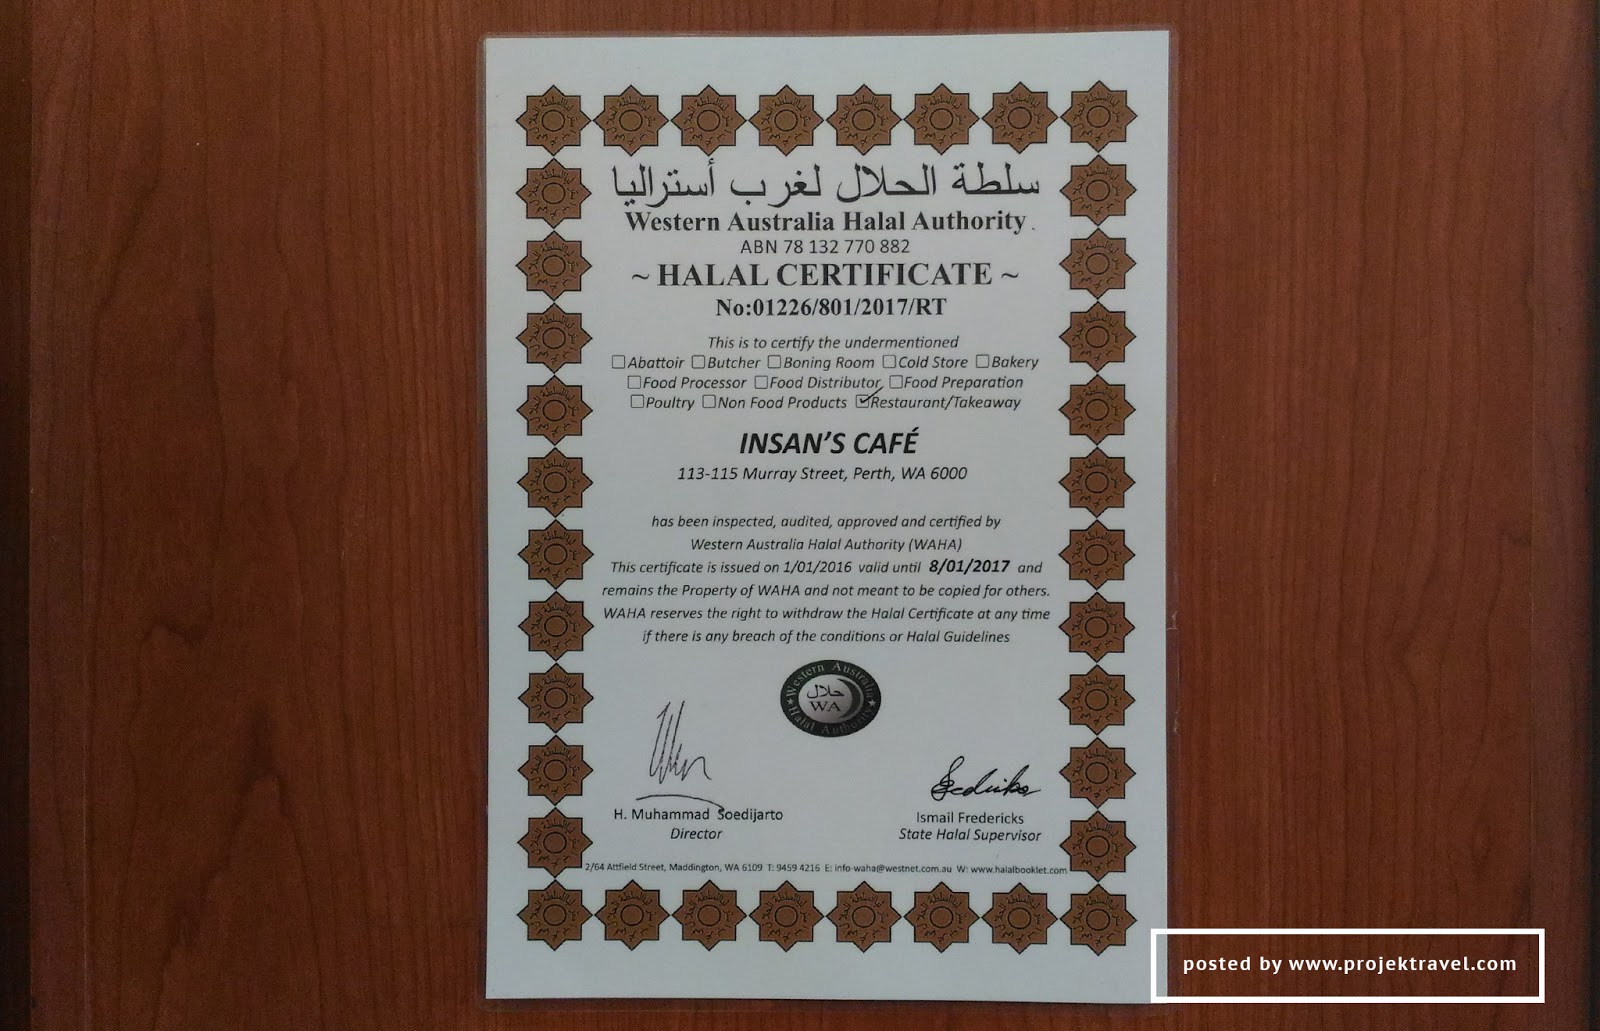 سلطة الحلال لغرب أستراليا
Western Australia Halal Authority.
ABN 78 132 770 882
~ HALAL CERTIFICATE ~
No:01226/801/2017/RT
This is to certify the undermentioned
☐Abattoir ☐Butcher ☐Boning Room ☐Cold Store ☐Bakery
☐Food Processor ☐Food Distributor ☐Food Preparation
☐Poultry ☐Non Food Products ☑Restaurant/Takeaway
INSAN'S CAFÉ
113-115 Murray Street, Perth, WA 6000
has been inspected, audited, approved and certified by
Western Australia Halal Authority (WAHA)
This certificate is issued on 1/01/2016 valid until 8/01/2017 and
remains the Property of WAHA and not meant to be copied for others.
WAHA reserves the right to withdraw the Halal Certificate at any time
if there is any breach of the conditions or Halal Guidelines
Western Australia
حلال
WA
Halal Authority
H. Muhammad Soedijarto
Director
Ismail Fredericks
State Halal Supervisor
2/64 Attfield Street, Maddington, WA 6109 T: 9459 4216 E: info-waha@westnet.com.au W: www.halalbooklet.com
posted by www.projektravel.com